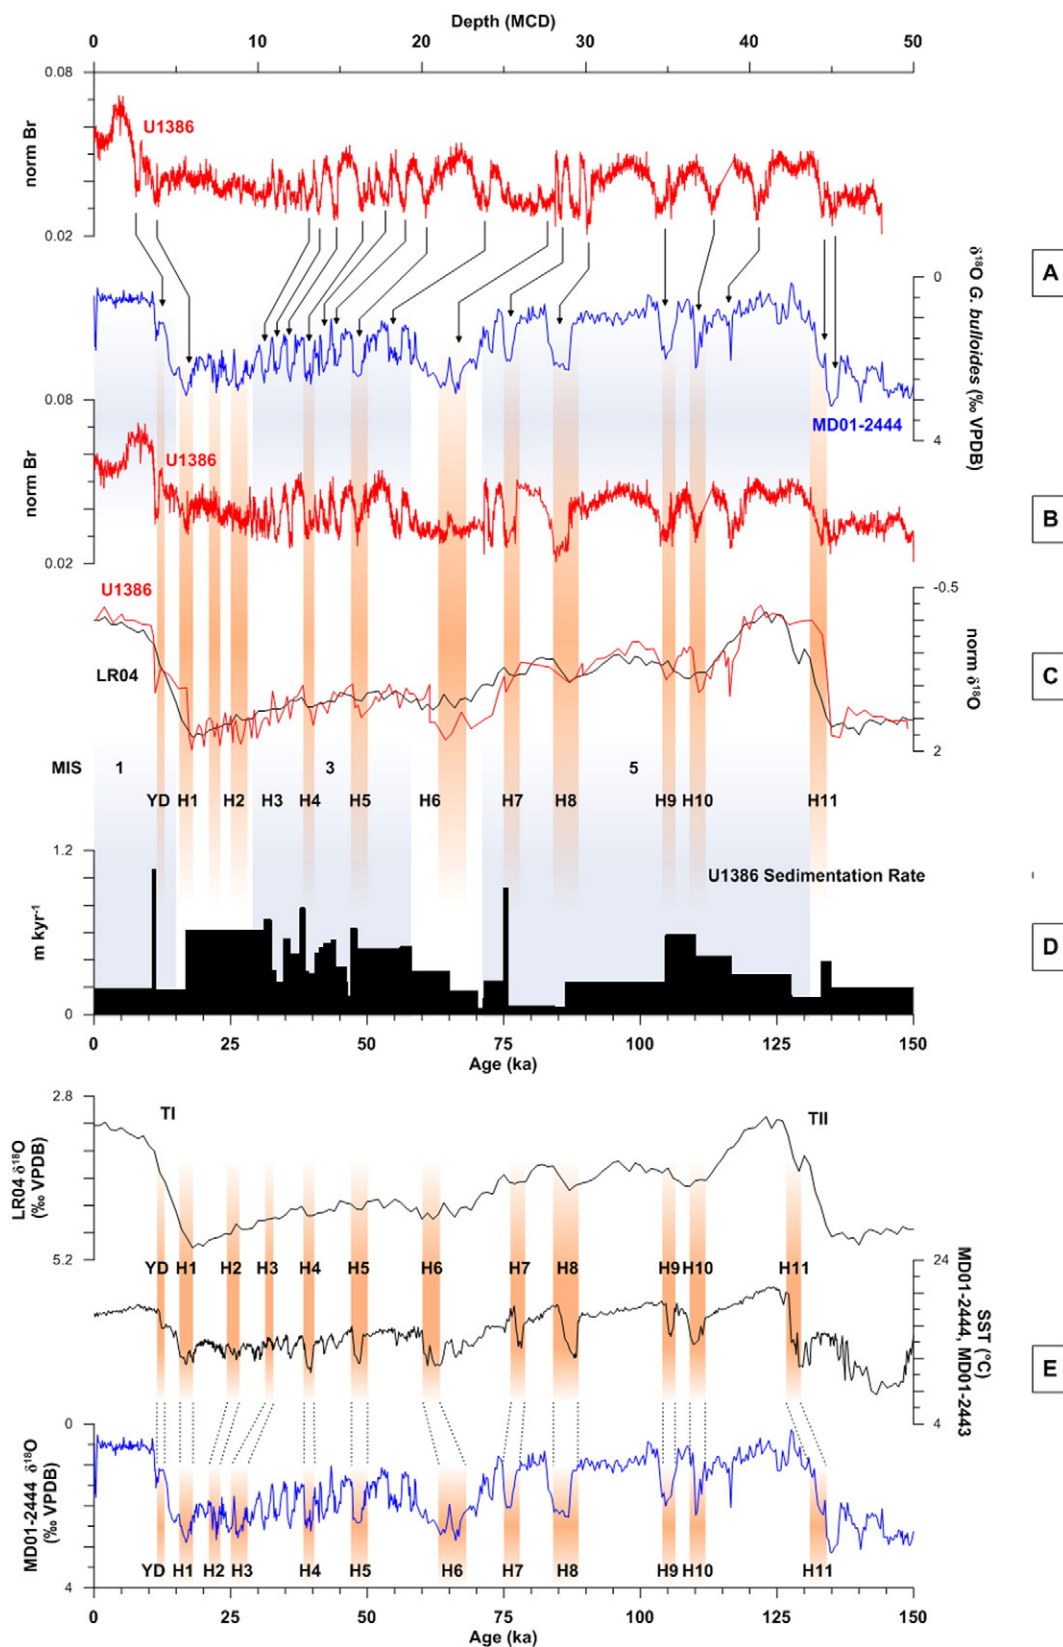 Depth (MCD)
0 10 20 30 40 50
0.08
U1386
norm Br
0.02
A
0
δ18O G. bulloides (‰ VPDB)
4
MD01-2444
0.08
U1386
norm Br
0.02
B
U1386
-0.5
norm δ18O
LR04
2
C
MIS 1 3 5
YD H1 H2 H3 H4 H5 H6 H7 H8 H9 H10 H11
1.2
U1386 Sedimentation Rate
m kyr-1
0
D
0 25 50 75 100 125 150
Age (ka)
2.8
TI TII
LR04 δ18O
(‰ VPDB)
5.2
YD H1 H2 H3 H4 H5 H6 H7 H8 H9 H10 H11
24
SST (°C)
MD01-2444, MD01-2443
4
E
0
MD01-2444 δ18O
(‰ VPDB)
4
YD H1 H2 H3 H4 H5 H6 H7 H8 H9 H10 H11
0 25 50 75 100 125 150
Age (ka)